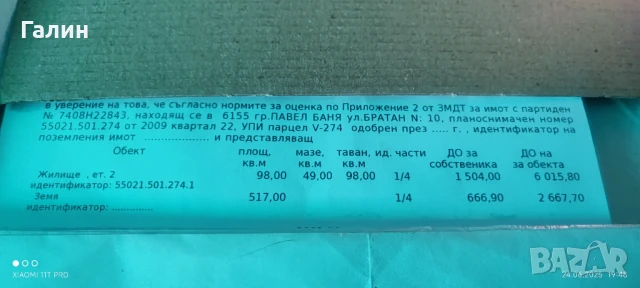 Галин
в уверение на това, че съгласно нормите за оценка по Приложение 2 от ЗМДТ за имот с партиден
№ 7408Н22843, находящ се в 6155 гр.ПАВЕЛ БАНЯ ул.БРАТАН N: 10, планоснимачен номер
55021.501.274 от 2009 квартал 22, УПИ парцел V-274 одобрен през ..... г. , идентификатор на
поземления имот ........................ и представляващ
Обект площ, кв.м мазе, кв.м таван, кв.м ид. части ДО за собственика ДО за обекта
Жилище , ет. 2 98,00 49,00 98,00 1/4 1 504,00 6 015,80
идентификатор: 55021.501.274.1
Земя 517,00 1/4 666,90 2 667,70
идентификатор: ..............
XIAOMI 11T PRO
24.06.2025 19:46
bazar